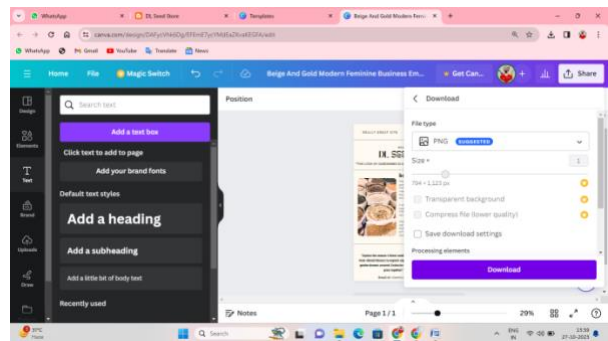 WhatsApp
DL Seed Store
Templates
Beige And Gold Modern Femin
canva.com/design/
WhatsApp
Gmail
YouTube
Translate
News
Home
File
Magic Switch
Beige And Gold Modern Feminine Business Em...
Get Can...
Share
Design
Elements
Text
Brand
Uploads
Draw
Search text
Add a text box
Click text to add to page
Add your brand fonts
Default text styles
Add a heading
Add a subheading
Add a little bit of body text
Recently used
Position
Download
File type
PNG SUGGESTED
Size ×
1
794 × 1,123 px
Transparent background
Compress file (lower quality)
Save download settings
Processing elements
Download
Notes
Page 1 / 1
29%
Search
ENG
IN
27-10-2023